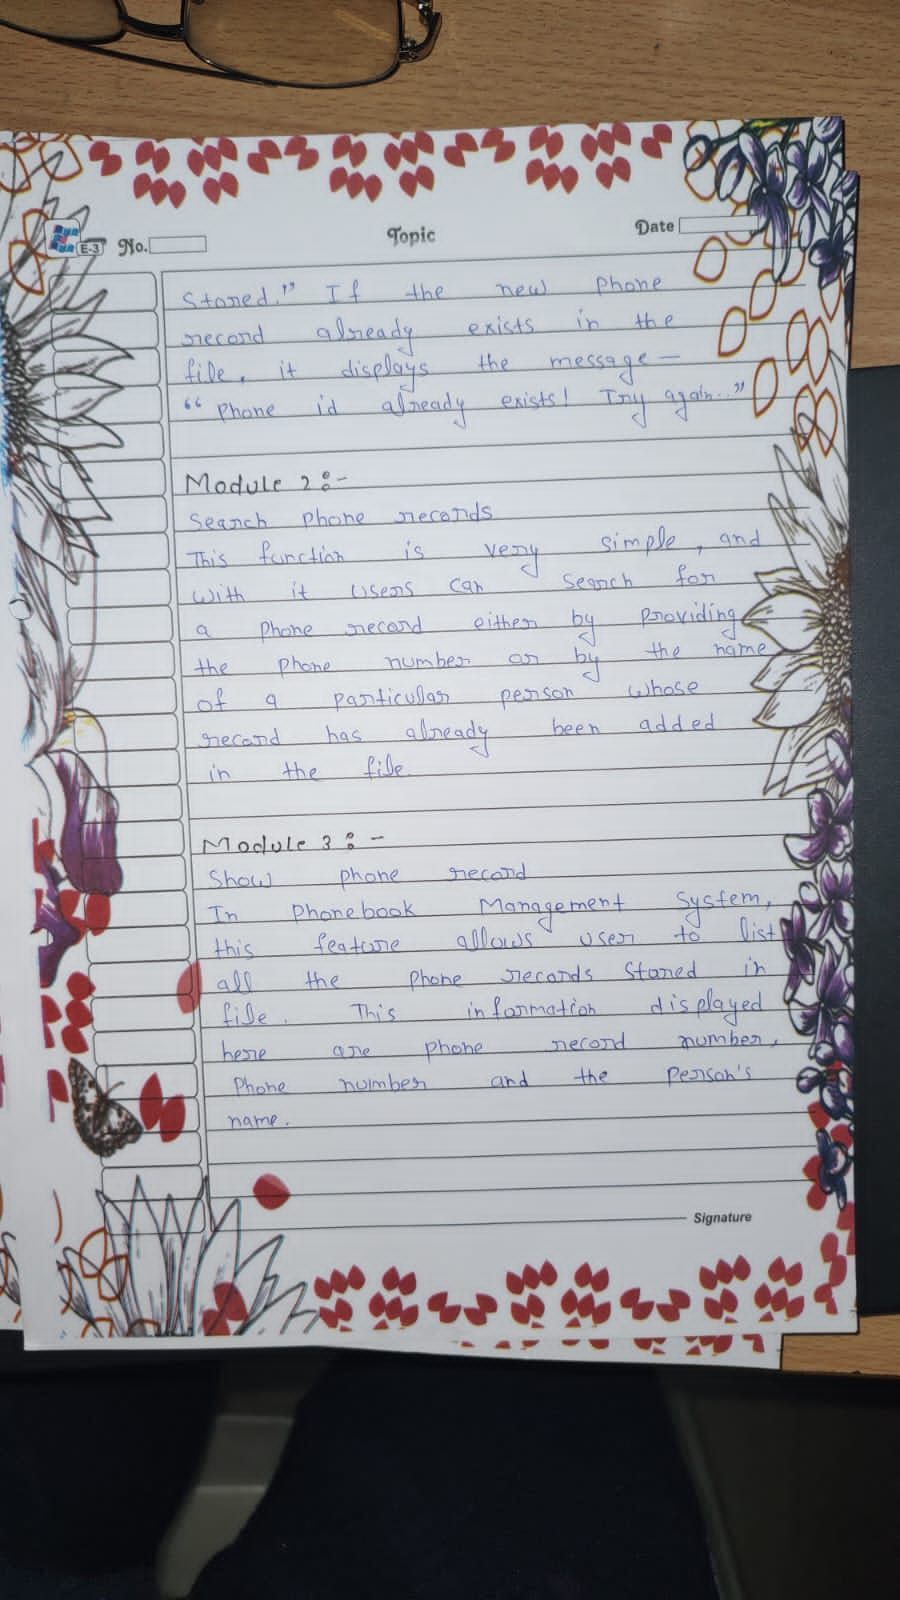 E-3 No. Topic Date
Stored." If the new phone
record already exists in the
file, it displays the message—
"Phone id already exists! Try again.."
Module 2:-
Search phone records
This function is very simple, and
with it users can search for
a phone record either by providing
the phone number or by the name
of a particular person whose
record has already been added
in the file
Module 3:-
Show phone record
In Phonebook Management System,
this feature allows user to list
all the phone records stored in
file. This information displayed
here are phone record number,
Phone number and the person's
name.
Signature